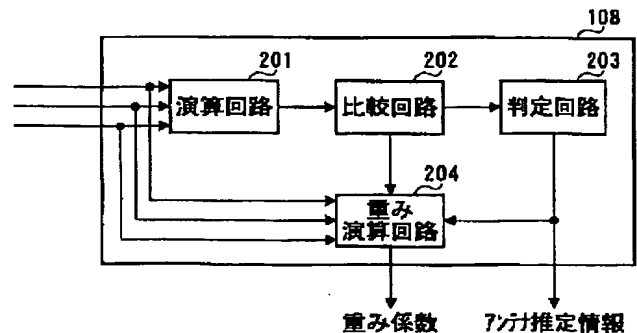 108
201
202
203
演算回路
比較回路
判定回路
204
重み
演算回路
重み係数
アンテナ推定情報